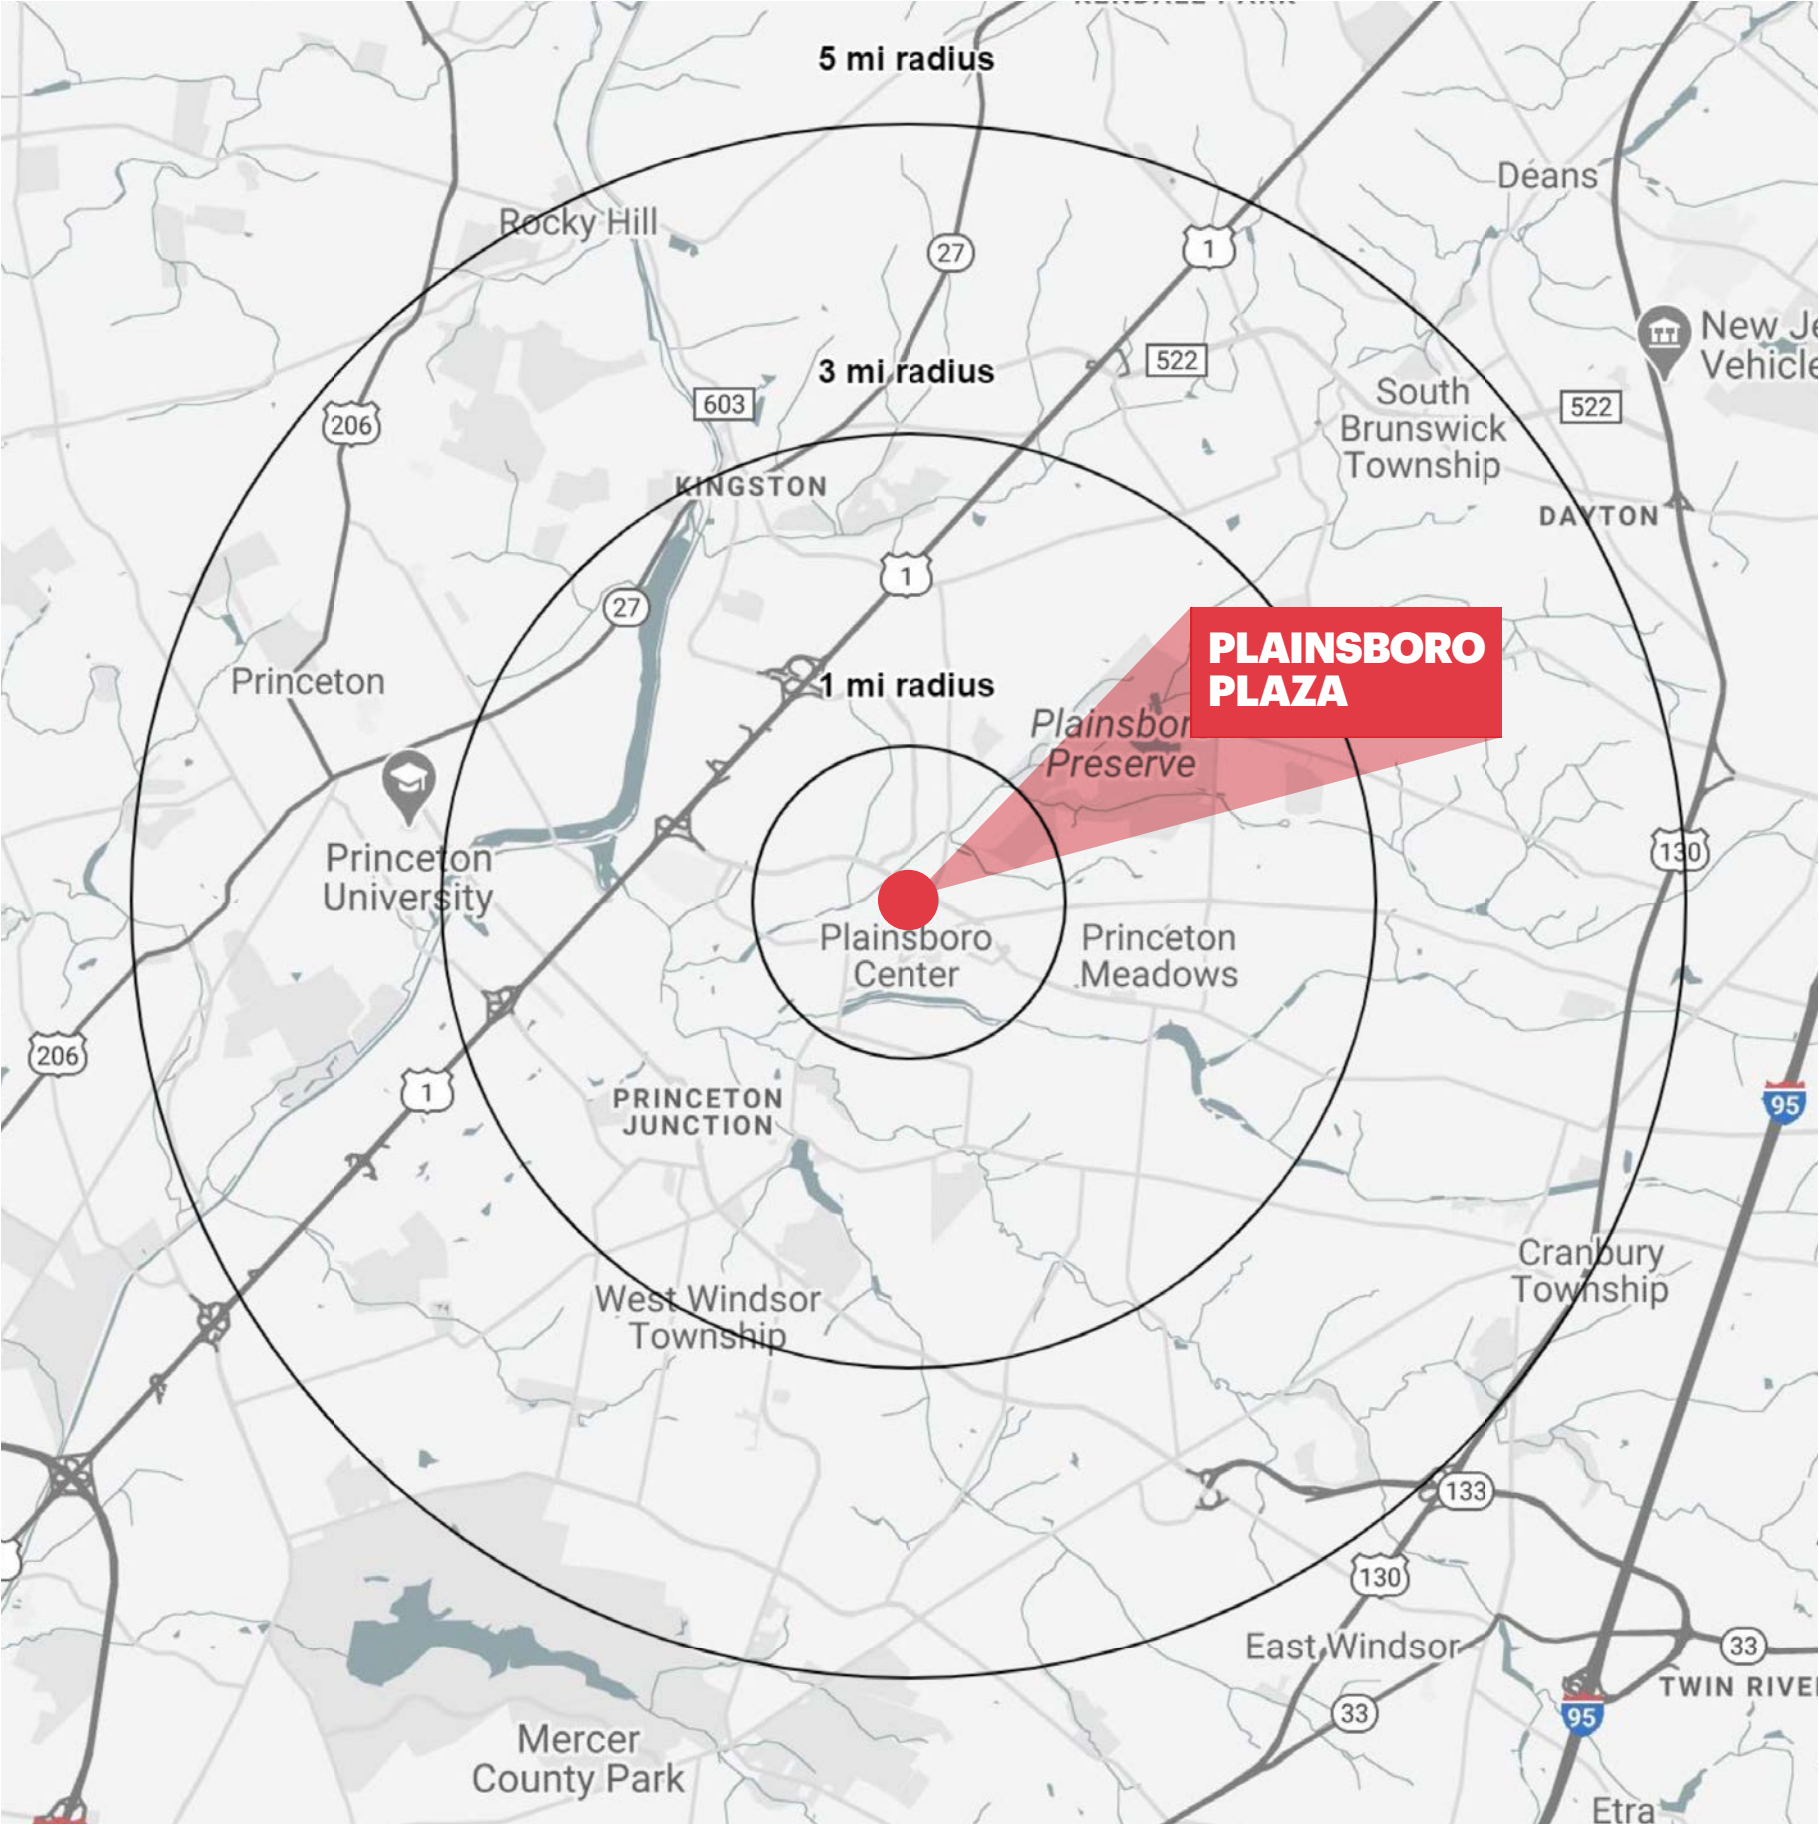 5 mi radius
Deans
Rocky Hill
27
1
New Je
Vehicle
3 mi radius
522
603
South
Brunswick
Township
522
206
KINGSTON
DAYTON
1
27
PLAINSBORO
PLAZA
Princeton
1 mi radius
Plainsbor
Preserve
Princeton
University
130
Plainsboro
Center
Princeton
Meadows
206
1
PRINCETON
JUNCTION
95
Cranbury
Township
West Windsor
Township
133
130
East Windsor
33
TWIN RIVE
33
95
Mercer
County Park
Etra